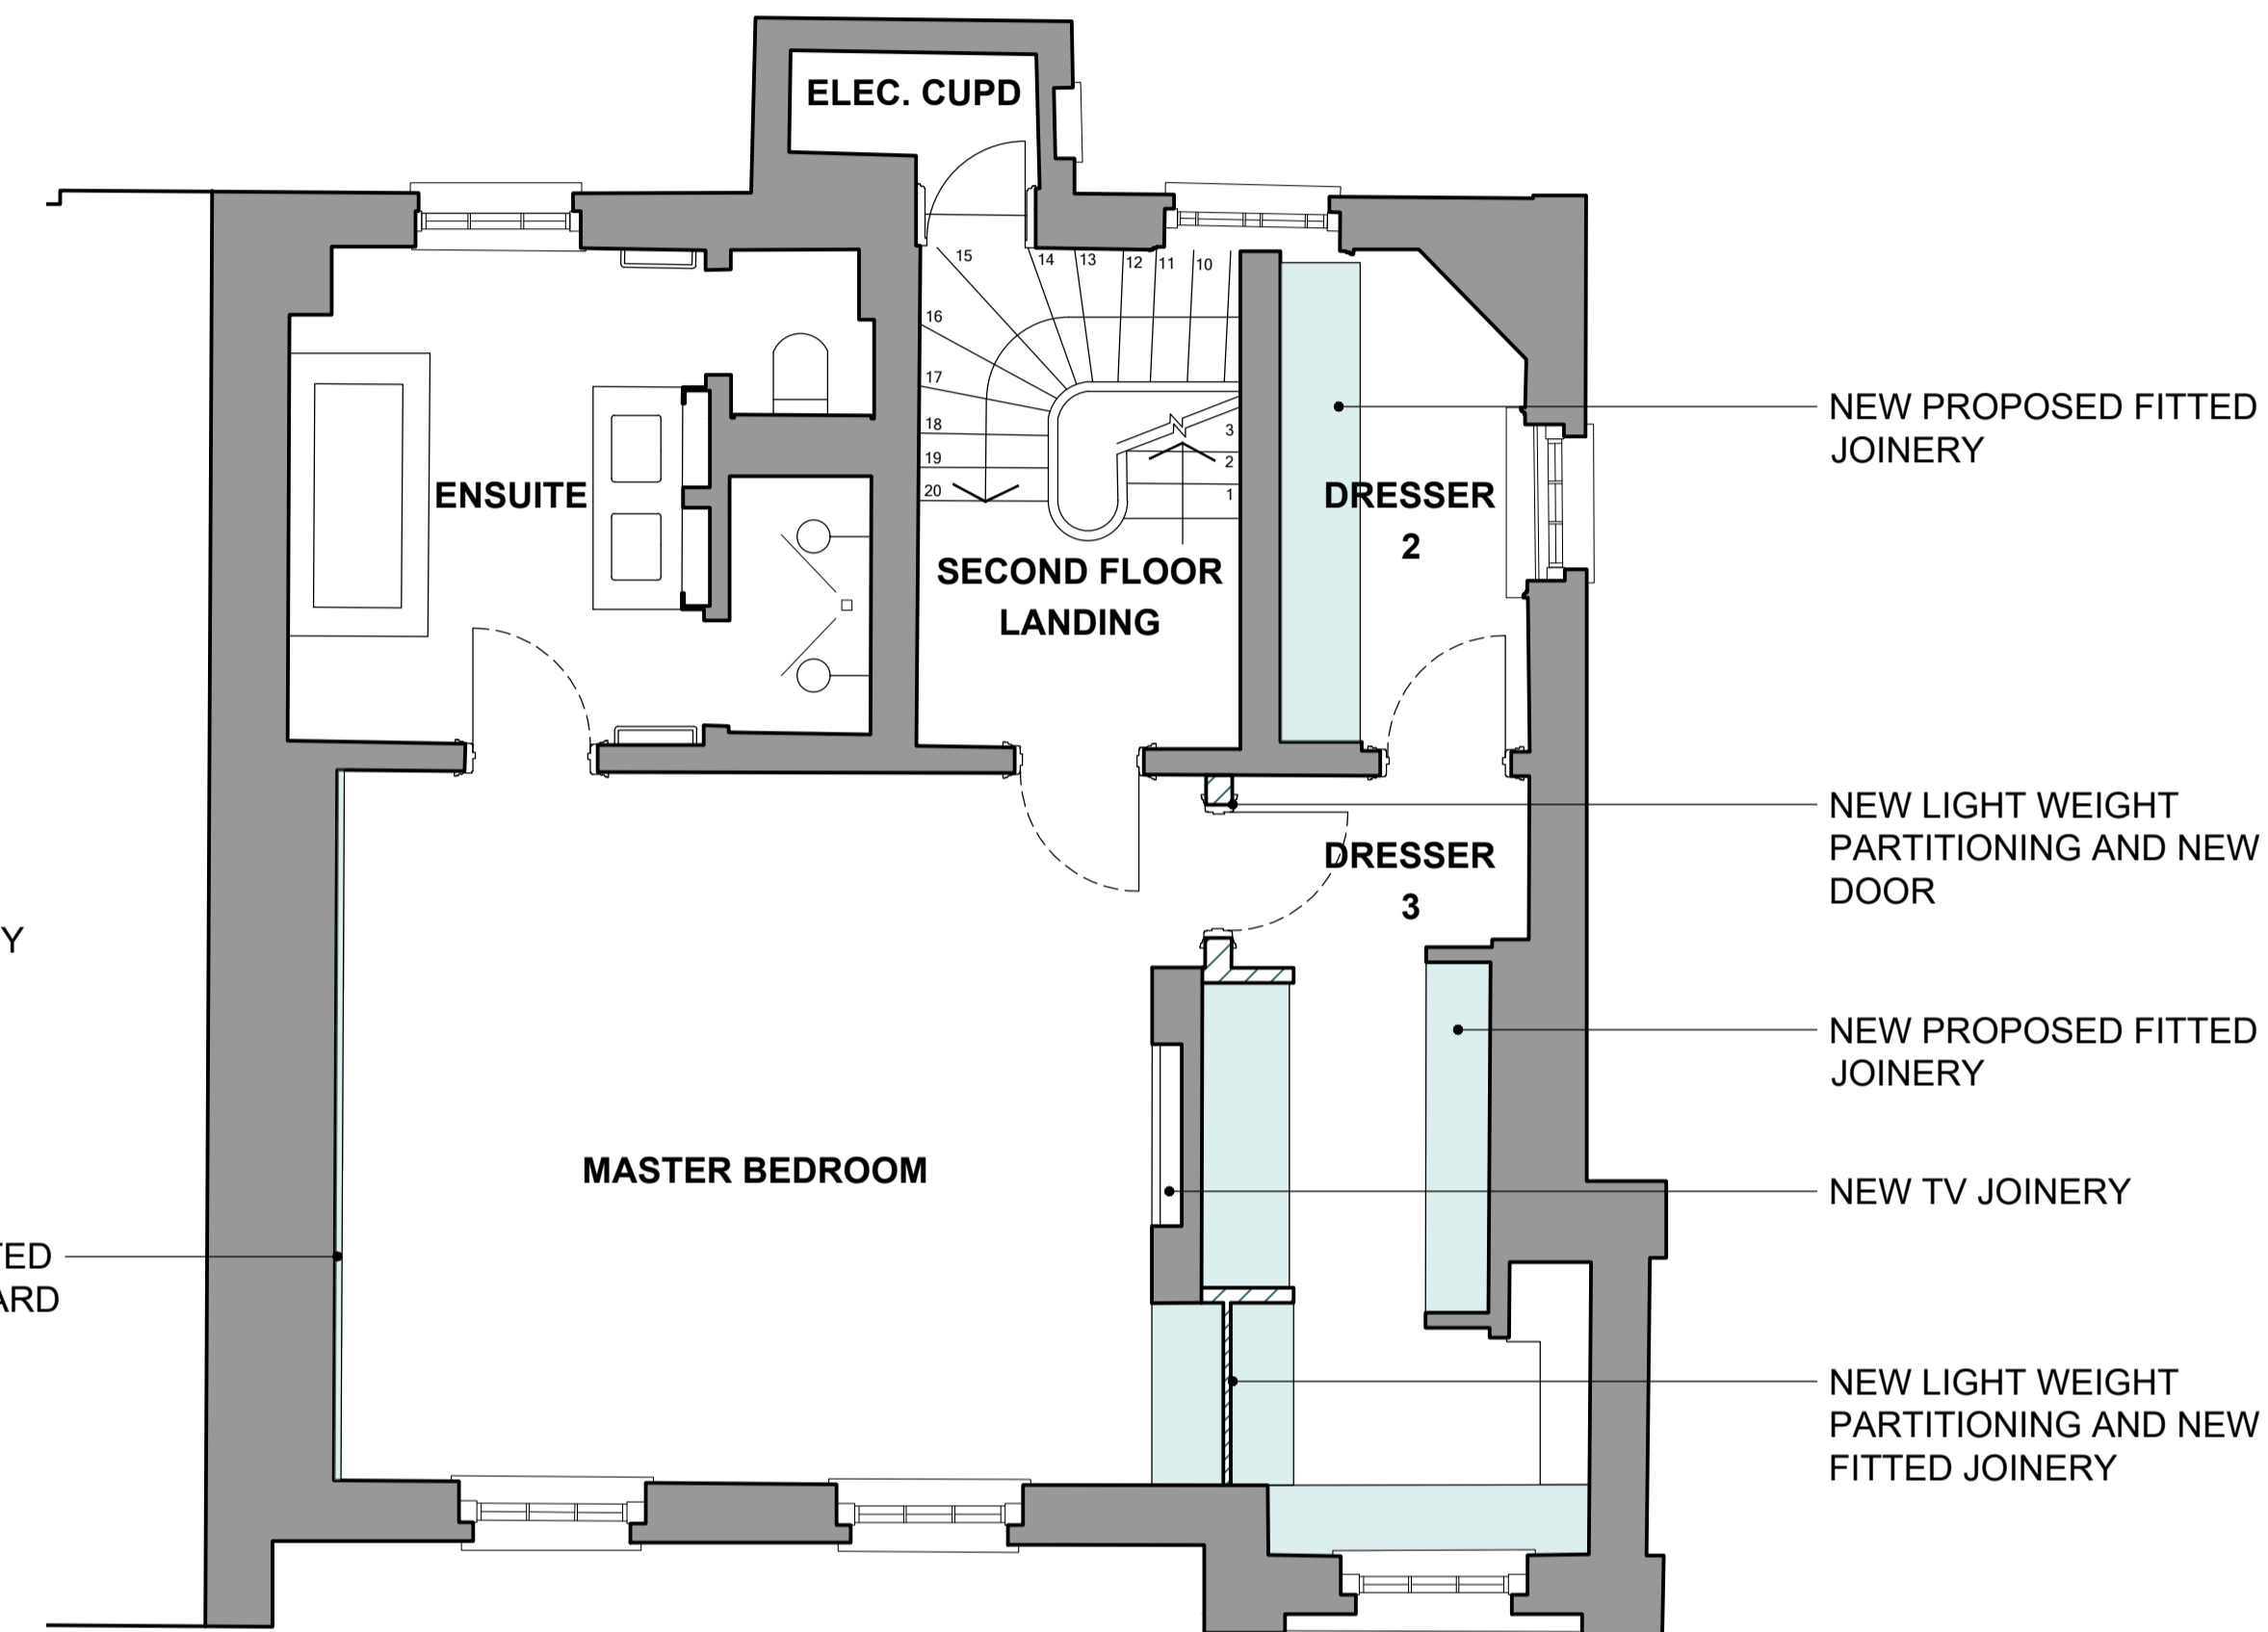 ELEC. CUPD
15
14
13
12
11
10
16
17
18
19
20
3
2
1
ENSUITE
SECOND FLOOR
LANDING
DRESSER
2
NEW PROPOSED FITTED
JOINERY
NEW LIGHT WEIGHT
PARTITIONING AND NEW
DOOR
DRESSER
3
Y
NEW PROPOSED FITTED
JOINERY
MASTER BEDROOM
NEW TV JOINERY
TED
ARD
NEW LIGHT WEIGHT
PARTITIONING AND NEW
FITTED JOINERY